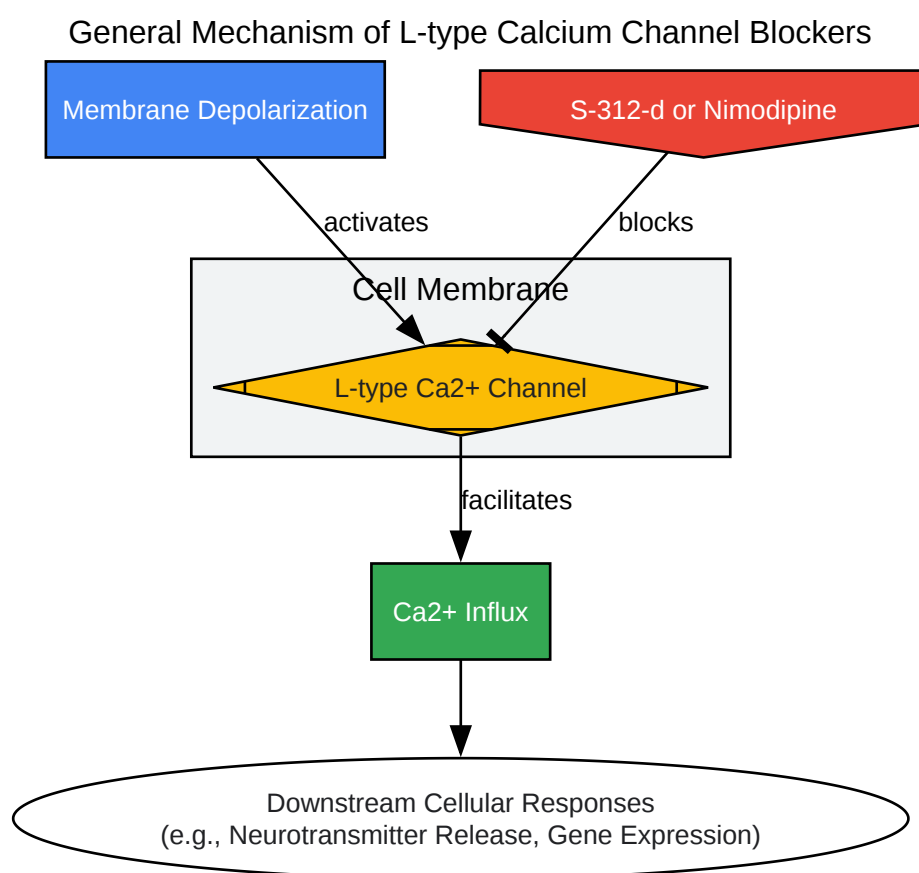 General Mechanism of L-type Calcium Channel Blockers
Membrane Depolarization
S-312-d or Nimodipine
activates
blocks
Cell Membrane
L-type Ca2+ Channel
facilitates
Ca2+ Influx
Downstream Cellular Responses
(e.g., Neurotransmitter Release, Gene Expression)